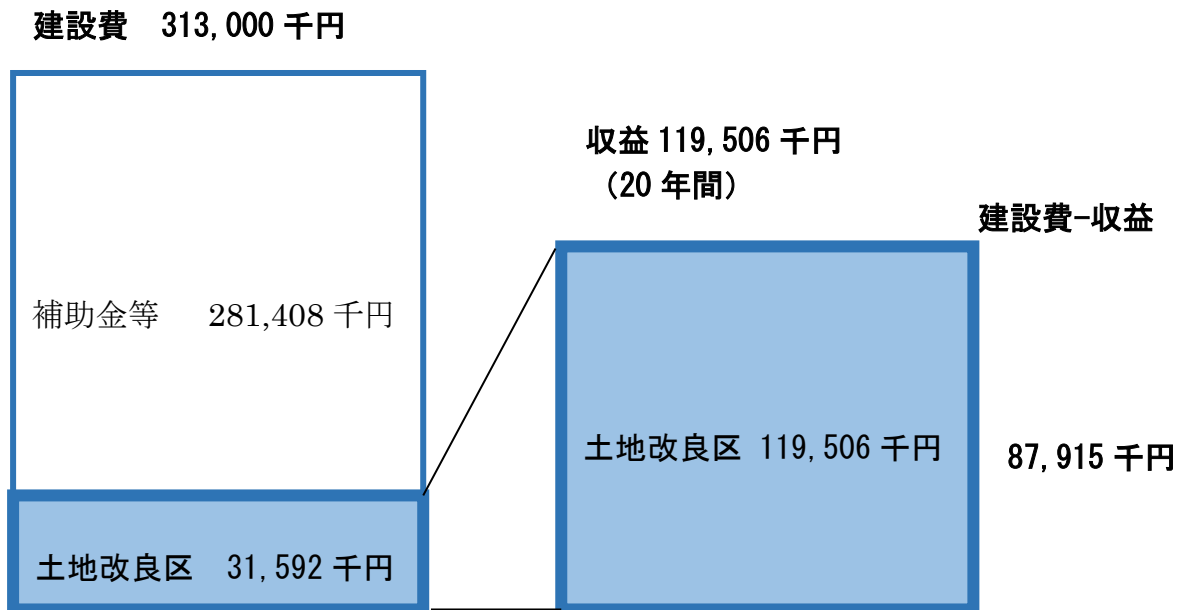 建設費　313,000 千円
収益 119,506 千円
（20 年間）
建設費-収益
補助金等　281,408 千円
土地改良区 119,506 千円
87,915 千円
土地改良区　31,592 千円